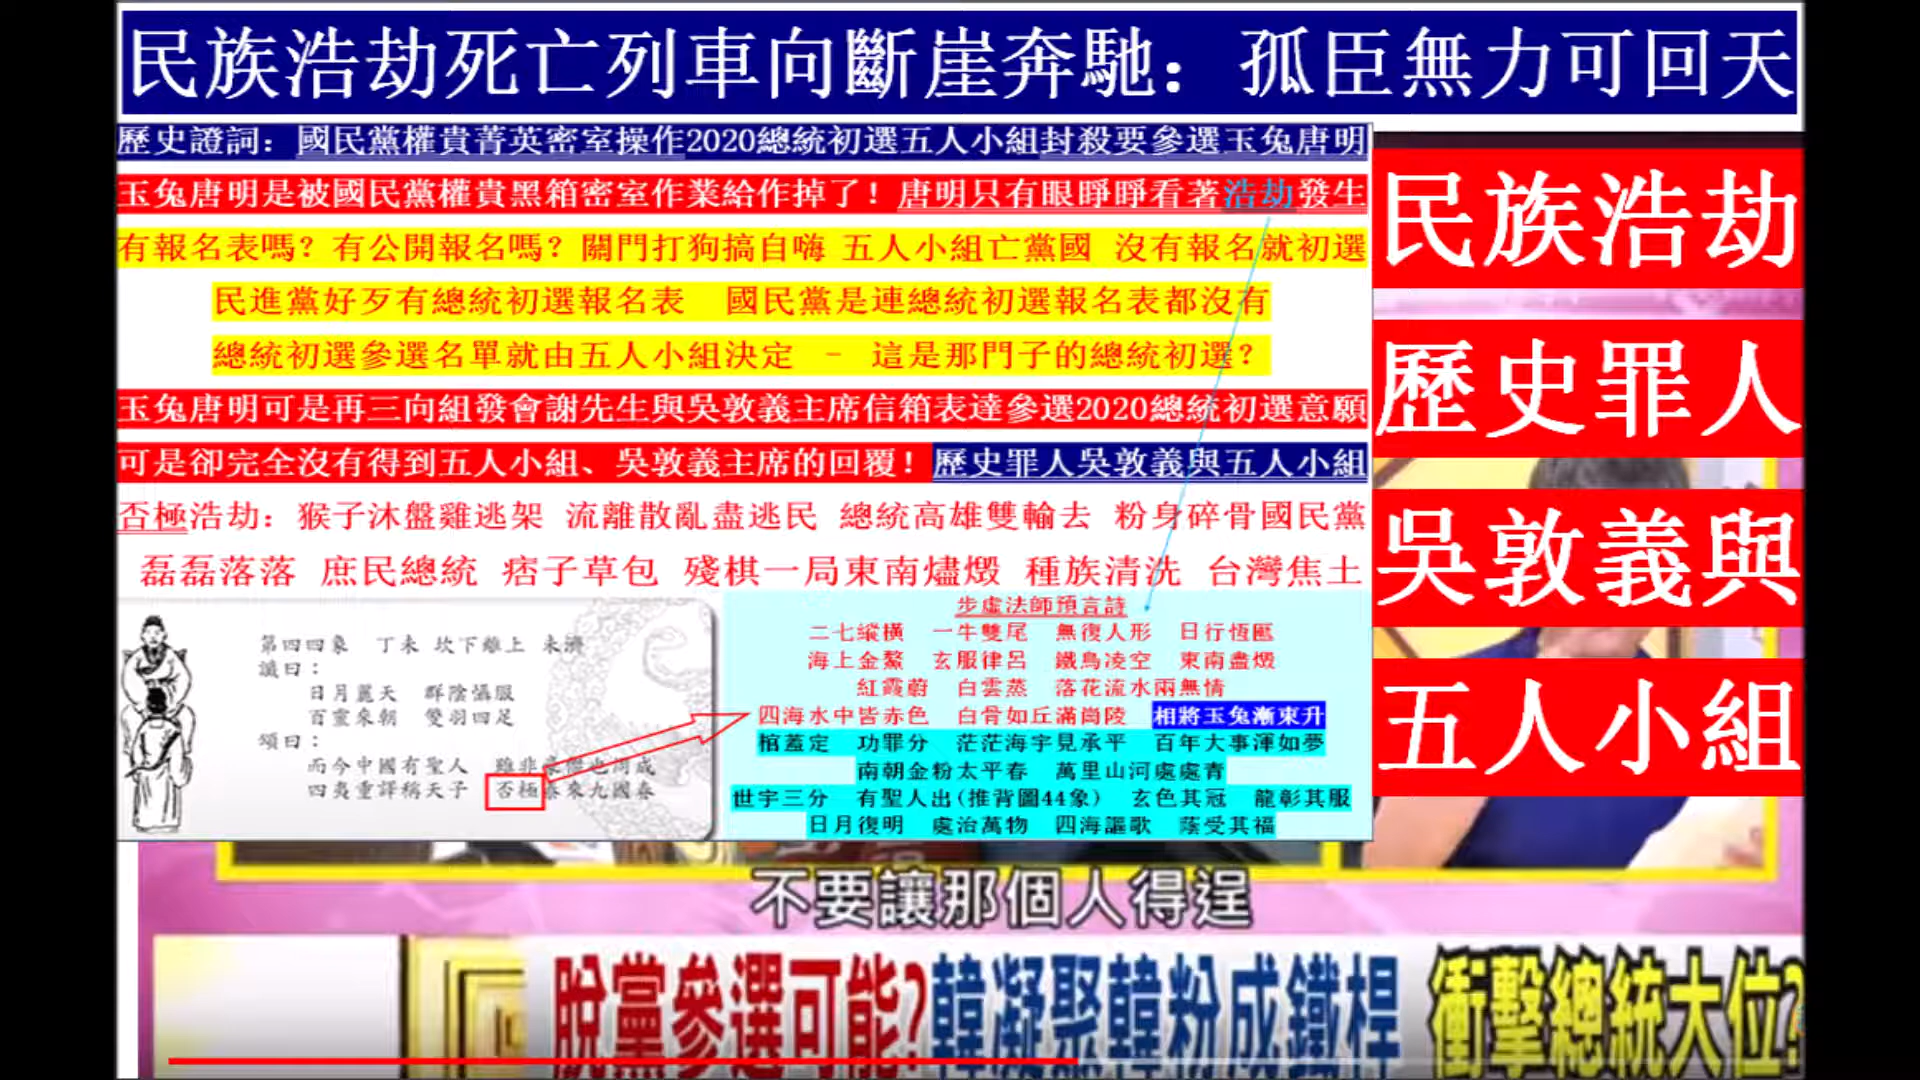 民族浩劫死亡列車向斷崖奔馳：孤臣無力可回天
歷史證詞：國民黨權貴菁英密室操作2020總統初選五人小組封殺要參選玉兔唐明
玉兔唐明是被國民黨權貴黑箱密室作業給作掉了！唐明只有眼睜睜看著浩劫發生
有報名表嗎？有公開報名嗎？關門打狗搞自嗨 五人小組亡黨國 沒有報名就初選
民進黨好歹有總統初選報名表 國民黨是連總統初選報名表都沒有
總統初選參選名單就由五人小組決定 - 這是那門子的總統初選？
玉兔唐明可是再三向組發會謝先生與吳敦義主席信箱表達參選2020總統初選意願
可是卻完全沒有得到五人小組、吳敦義主席的回覆！歷史罪人吳敦義與五人小組
否極浩劫：猴子沐盤雞逃架 流離散亂盡逃民 總統高雄雙輸去 粉身碎骨國民黨
磊磊落落 庶民總統 痞子草包 殘棋一局東南燼燬 種族清洗 台灣焦土
第四四象 丁未 坎下離上 未濟
讖曰：
日月麗天 群陰懾服
百靈來朝 雙羽四足
頌曰：
而今中國有聖人 雖非豪傑也周成
四夷重譯稱天子 否極泰來九國春
步虛法師預言詩
二七縱橫 一牛雙尾 無復人形 日行恆匦
海上金鰲 玄服律呂 鐵鳥凌空 東南盡燬
紅霞蔚 白雲蒸 落花流水兩無情
四海水中皆赤色 白骨如丘滿崗陵 相將玉兔漸東升
棺蓋定 功罪分 茫茫海宇見承平 百年大事渾如夢
南朝金粉太平春 萬里山河處處青
世宇三分 有聖人出(推背圖44象) 玄色其冠 龍彰其服
日月復明 處治萬物 四海謳歌 蔭受其福
民族浩劫
歷史罪人
吳敦義與
五人小組
不要讓那個人得逞
脫黨參選可能?韓凝聚韓粉成鐵桿 衝擊總統大位?